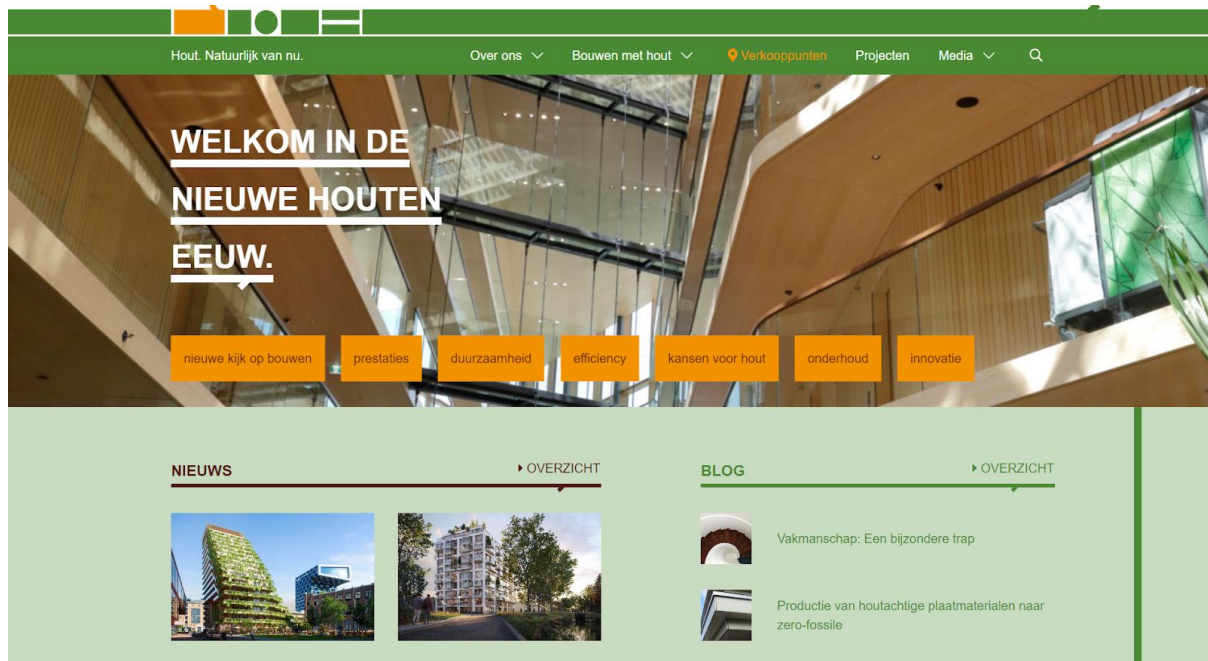 Hout. Natuurlijk van nu.
Over ons
Bouwen met hout
Verkooppunten
Projecten
Media
WELKOM IN DE
NIEUWE HOUTEN
EEUW.
nieuwe kijk op bouwen
prestaties
duurzaamheid
efficiency
kansen voor hout
onderhoud
innovatie
NIEUWS
OVERZICHT
BLOG
OVERZICHT
Vakmanschap: Een bijzondere trap
Productie van houtachtige plaatmaterialen naar
zero-fossile